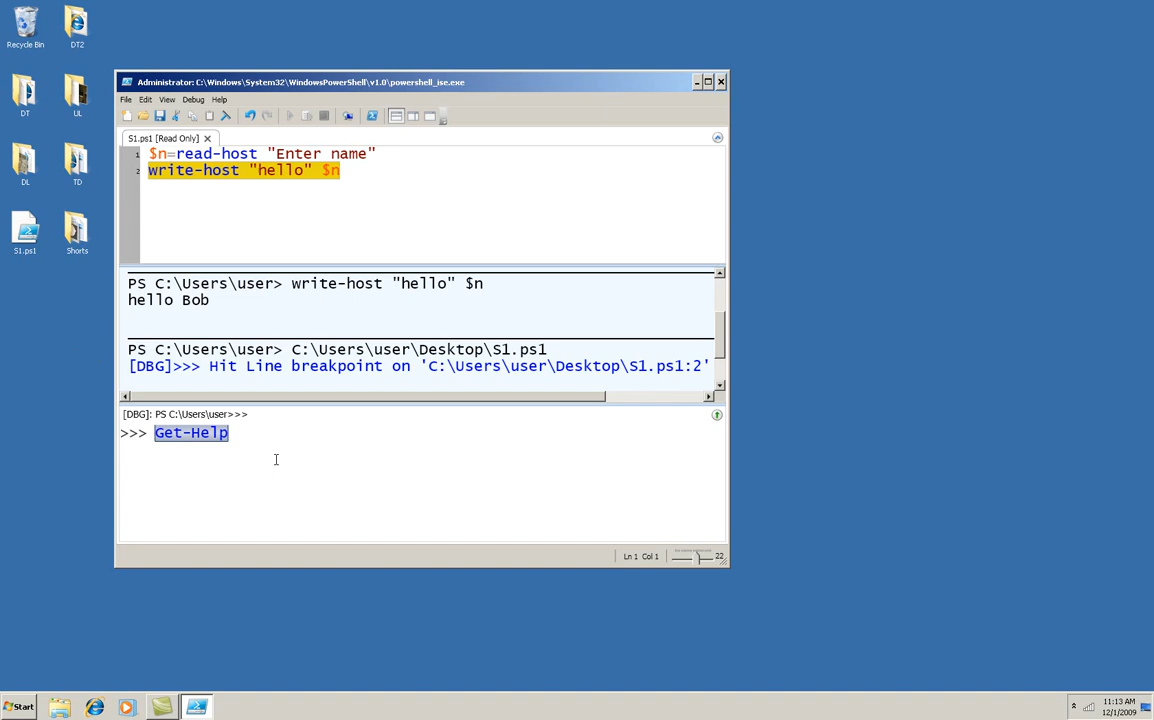 Recycle Bin
DT2
DT
UL
DL
TD
S1.ps1
Shorts
Administrator: C:\Windows\System32\WindowsPowerShell\v1.0\powershell_ise.exe
File Edit View Debug Help
S1.ps1 [Read Only]
1 $n=read-host "Enter name"
2 write-host "hello" $n
PS C:\Users\user> write-host "hello" $n
hello Bob
PS C:\Users\user> C:\Users\user\Desktop\S1.ps1
[DBG]>>> Hit Line breakpoint on 'C:\Users\user\Desktop\S1.ps1:2'
[DBG]: PS C:\Users\user>>>
>>> Get-Help
Ln 1 Col 1 22
Start
11:13 AM
12/1/2009